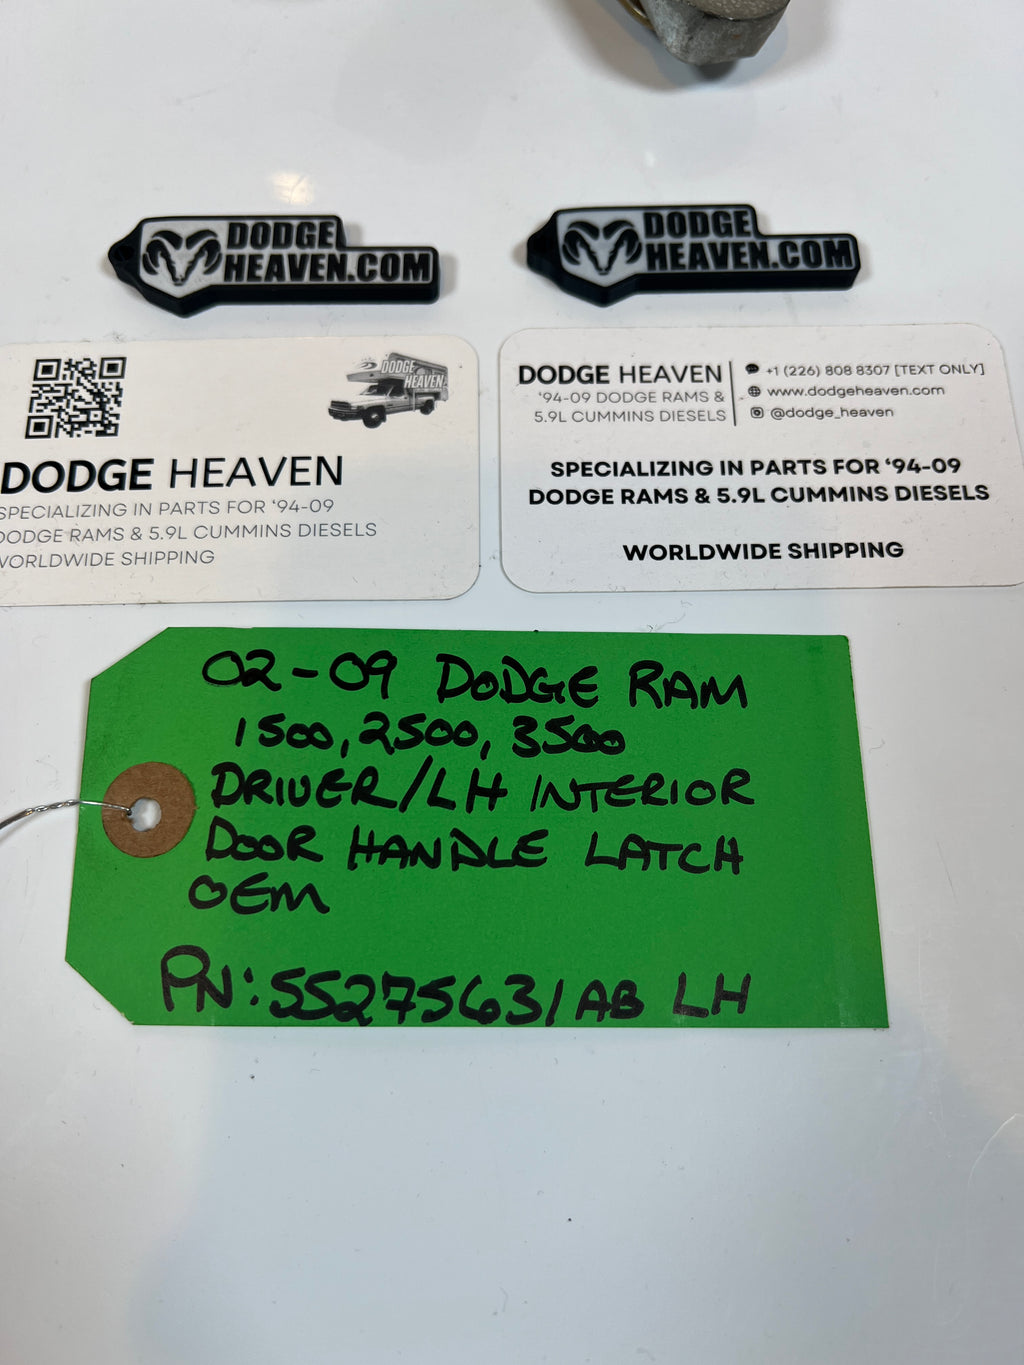 DODGE
HEAVEN.COM
DODGE
HEAVEN.COM
DODGE
HEAVEN
DODGE HEAVEN
SPECIALIZING IN PARTS FOR ‘94-09
DODGE RAMS & 5.9L CUMMINS DIESELS
WORLDWIDE SHIPPING
DODGE HEAVEN
‘94-09 DODGE RAMS &
5.9L CUMMINS DIESELS
+1 (226) 808 8307 [TEXT ONLY]
www.dodgeheaven.com
@dodge_heaven
SPECIALIZING IN PARTS FOR ‘94-09
DODGE RAMS & 5.9L CUMMINS DIESELS
WORLDWIDE SHIPPING
02-09 DODGE RAM
1500, 2500, 3500
DRIVER/LH INTERIOR
DOOR HANDLE LATCH
OEM
PN: 55275631AB LH